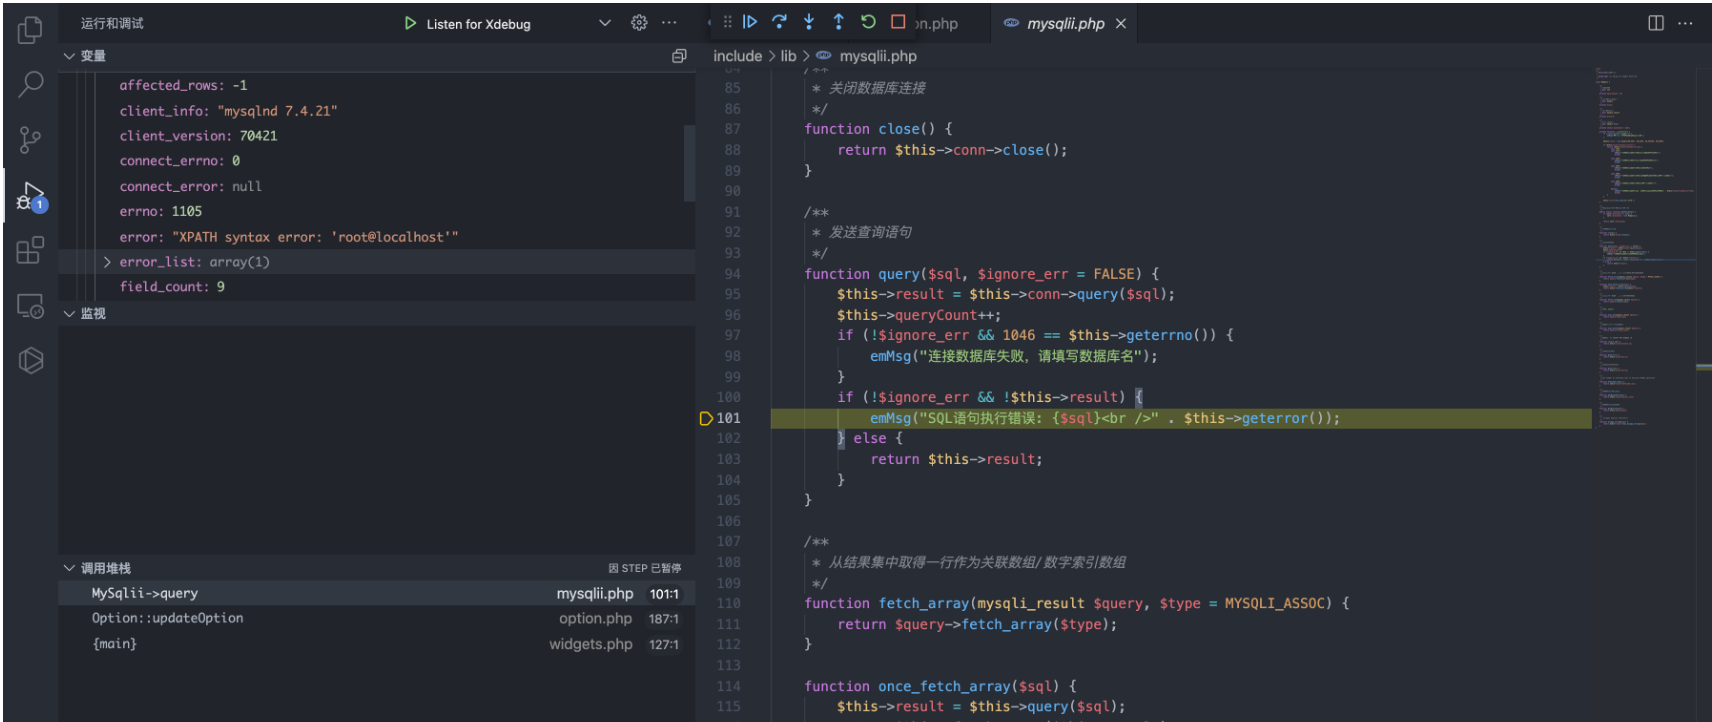 运行和调试
Listen for Xdebug
变量
affected_rows: -1
client_info: "mysqlnd 7.4.21"
client_version: 70421
connect_errno: 0
connect_error: null
errno: 1105
error: "XPATH syntax error: 'root@localhost'"
error_list: array(1)
field_count: 9
监视
调用堆栈
因 STEP 已暂停
MySqlii->query mysqlii.php 101:1
Option::updateOption option.php 187:1
{main} widgets.php 127:1
1
on.php
mysqlii.php
include > lib > mysqlii.php
84 /**
85 * 关闭数据库连接
86 */
87 function close() {
88 return $this->conn->close();
89 }
90
91 /**
92 * 发送查询语句
93 */
94 function query($sql, $ignore_err = FALSE) {
95 $this->result = $this->conn->query($sql);
96 $this->queryCount++;
97 if (!$ignore_err && 1046 == $this->geterrno()) {
98 emMsg("连接数据库失败，请填写数据库名");
99 }
100 if (!$ignore_err && !$this->result) {
101 emMsg("SQL语句执行错误: {$sql}<br />" . $this->geterror());
102 } else {
103 return $this->result;
104 }
105 }
106
107 /**
108 * 从结果集中取得一行作为关联数组/数字索引数组
109 */
110 function fetch_array(mysqli_result $query, $type = MYSQLI_ASSOC) {
111 return $query->fetch_array($type);
112 }
113
114 function once_fetch_array($sql) {
115 $this->result = $this->query($sql);